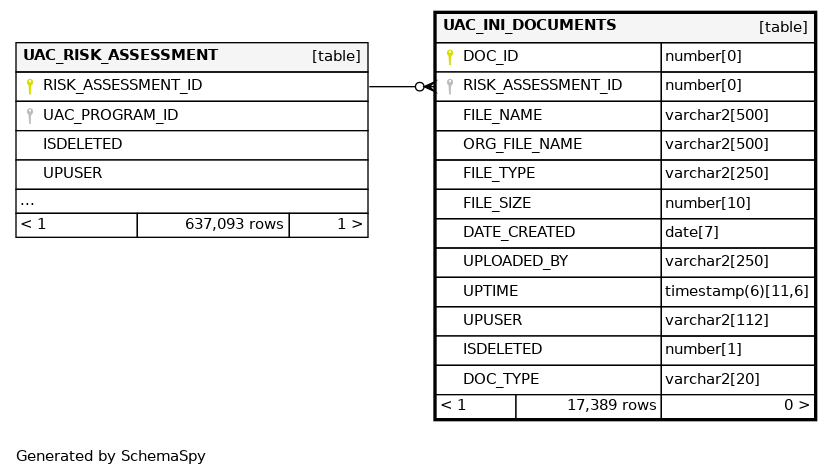 UAC_RISK_ASSESSMENT [table]
RISK_ASSESSMENT_ID
UAC_PROGRAM_ID
ISDELETED
UPUSER
...
< 1 637,093 rows 1 >
UAC_INI_DOCUMENTS [table]
DOC_ID number[0]
RISK_ASSESSMENT_ID number[0]
FILE_NAME varchar2[500]
ORG_FILE_NAME varchar2[500]
FILE_TYPE varchar2[250]
FILE_SIZE number[10]
DATE_CREATED date[7]
UPLOADED_BY varchar2[250]
UPTIME timestamp(6)[11,6]
UPUSER varchar2[112]
ISDELETED number[1]
DOC_TYPE varchar2[20]
< 1 17,389 rows 0 >
Generated by SchemaSpy